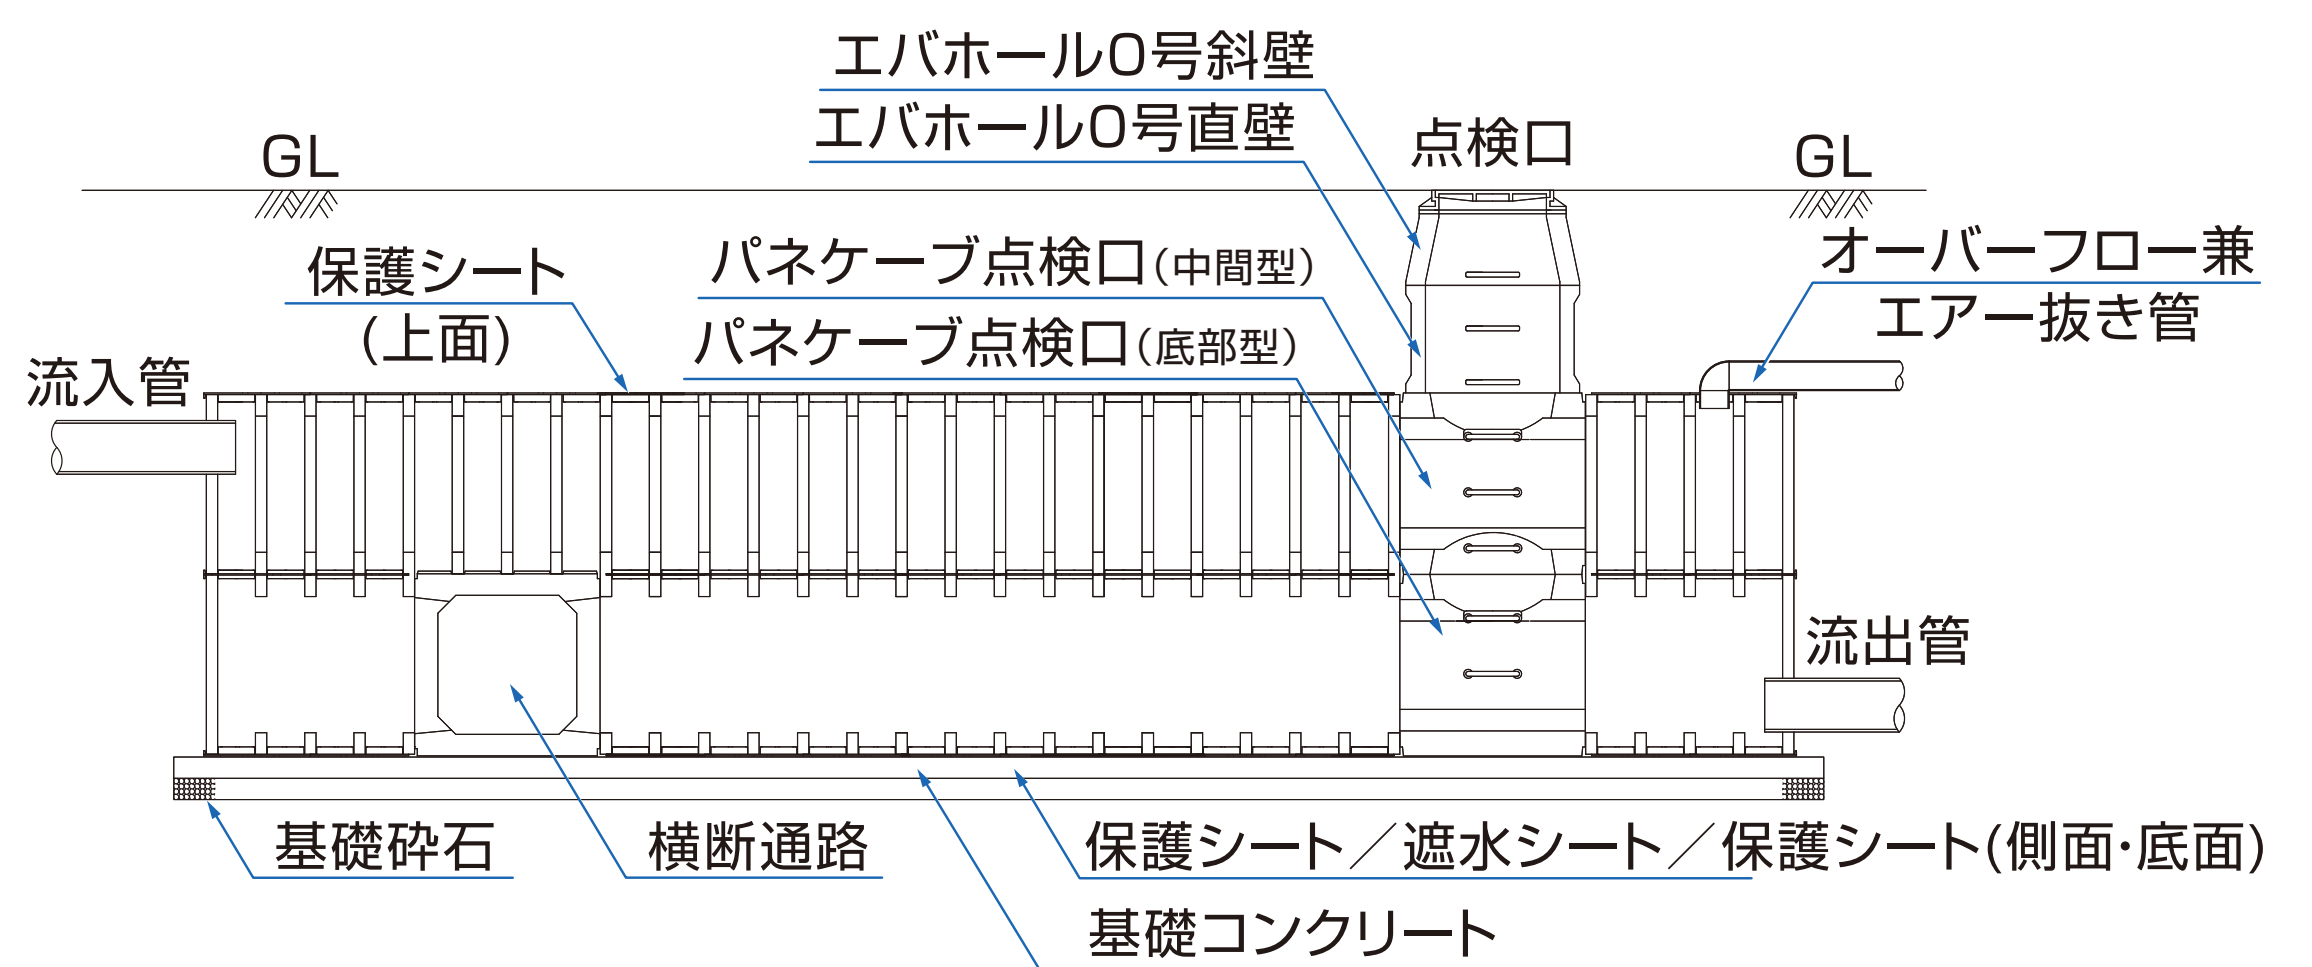 エバホール0号斜壁
エバホール0号直壁
点検口
GL
GL
パネケーブ点検口(中間型)
パネケーブ点検口(底部型)
保護シート
(上面)
オーバーフロー兼
エアー抜き管
流入管
流出管
基礎砕石
横断通路
保護シート／遮水シート／保護シート(側面・底面)
基礎コンクリート